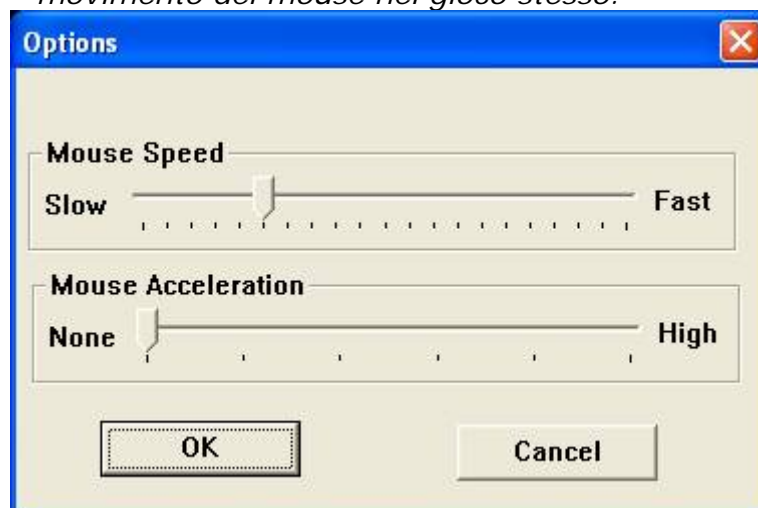 movimento del mouse nel gioco stesso.
Options
Mouse Speed
Slow Fast
Mouse Acceleration
None High
OK Cancel